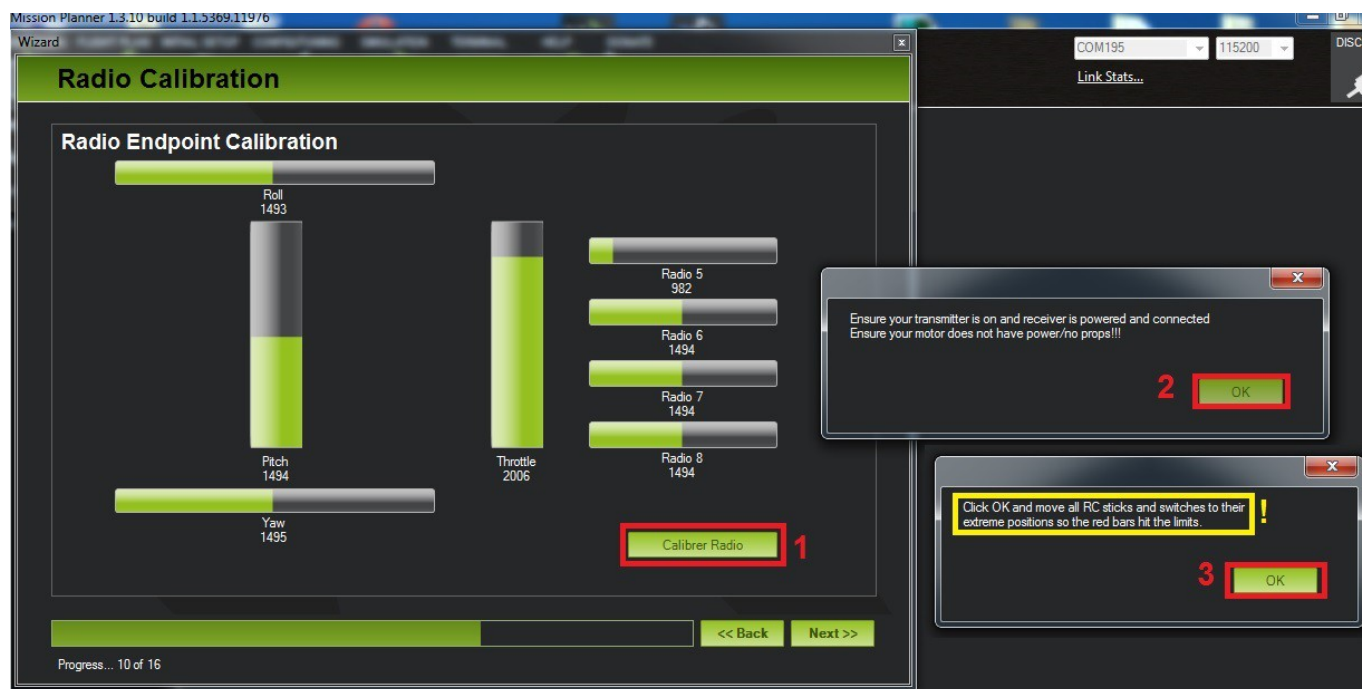 Mission Planner 1.3.10 build 1.1.5369.11976
Wizard
COM195
115200
DISC
Link Stats...
Radio Calibration
Radio Endpoint Calibration
Roll
1493
Radio 5
982
Radio 6
1494
Radio 7
1494
Radio 8
1494
Pitch
1494
Throttle
2006
Yaw
1495
Calibrer Radio
1
Ensure your transmitter is on and receiver is powered and connected
Ensure your motor does not have power/no props!!!
2
OK
Click OK and move all RC sticks and switches to their
extreme positions so the red bars hit the limits.
!
3
OK
<< Back
Next >>
Progress... 10 of 16